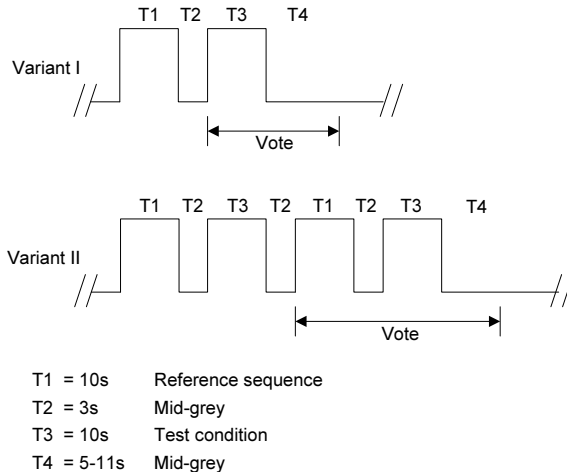 T1 T2 T3 T4
Variant I
Vote
T1 T2 T3 T2 T1 T2 T3 T4
Variant II
Vote
T1 = 10s Reference sequence
T2 = 3s Mid-grey
T3 = 10s Test condition
T4 = 5-11s Mid-grey